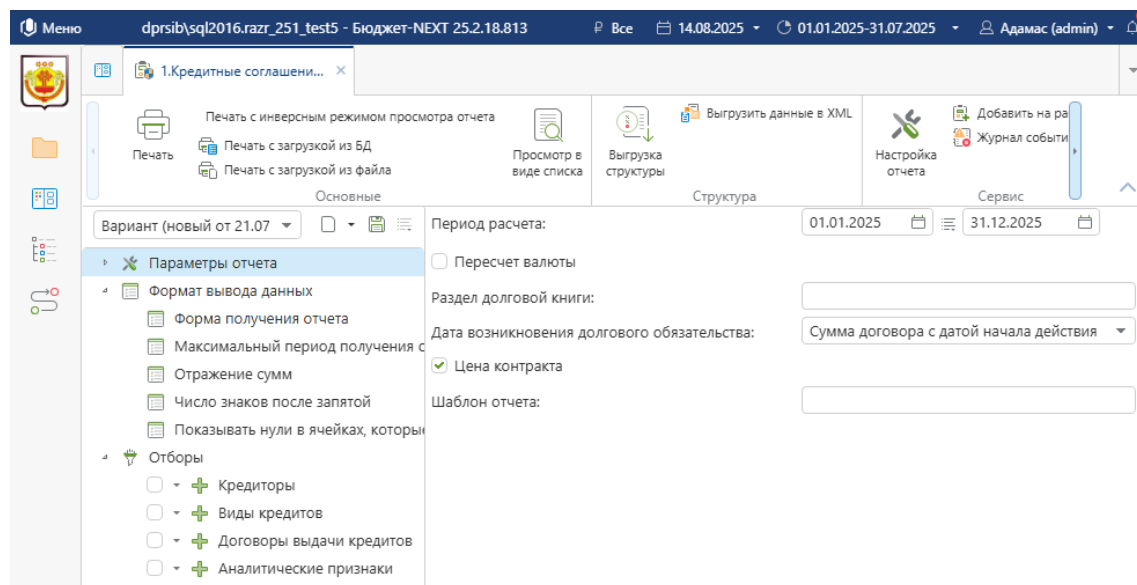 Меню dprsib\sql2016.razr_251_test5 - Бюджет-NEXT 25.2.18.813 ₽ Все 14.08.2025 01.01.2025-31.07.2025 Адамас (admin)
1.Кредитные соглашени...
Печать
Печать с инверсным режимом просмотра отчета
Печать с загрузкой из БД
Печать с загрузкой из файла
Просмотр в
виде списка
Основные
Выгрузка
структуры
Выгрузить данные в XML
Структура
Настройка
отчета
Добавить на ра
Журнал событи
Сервис
Вариант (новый от 21.07
Параметры отчета
Формат вывода данных
Форма получения отчета
Максимальный период получения с
Отражение сумм
Число знаков после запятой
Показывать нули в ячейках, которы
Отборы
Кредиторы
Виды кредитов
Договоры выдачи кредитов
Аналитические признаки
Период расчета: 01.01.2025 31.12.2025
Пересчет валюты
Раздел долговой книги:
Дата возникновения долгового обязательства: Сумма договора с датой начала действия
Цена контракта
Шаблон отчета: